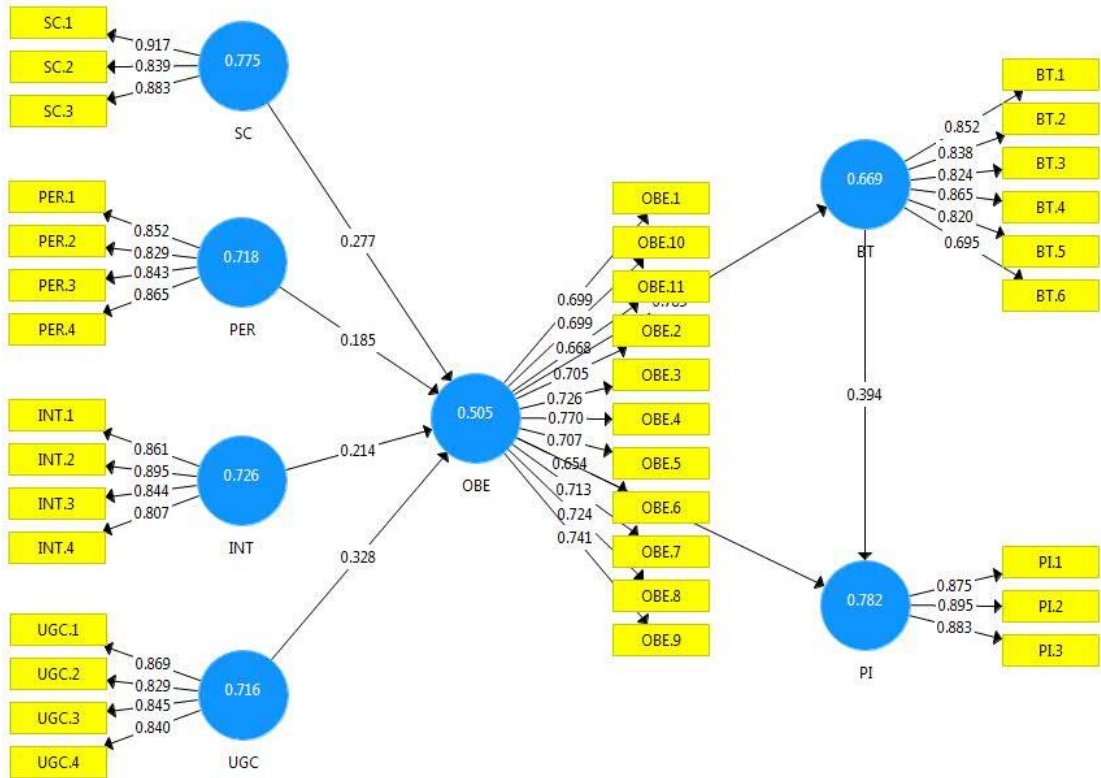 SC.1
SC.2
SC.3
0.917
0.839
0.883
0.775
SC
PER.1
PER.2
PER.3
PER.4
0.852
0.829
0.843
0.865
0.718
PER
INT.1
INT.2
INT.3
INT.4
0.861
0.895
0.844
0.807
0.726
INT
UGC.1
UGC.2
UGC.3
UGC.4
0.869
0.829
0.845
0.840
0.716
UGC
0.277
0.185
0.214
0.328
0.505
OBE
0.699
0.699
0.668
0.705
0.726
0.770
0.707
0.654
0.713
0.724
0.741
OBE.1
OBE.10
OBE.11
OBE.2
OBE.3
OBE.4
OBE.5
OBE.6
OBE.7
OBE.8
OBE.9
0.669
BT
0.852
0.838
0.824
0.865
0.820
0.695
BT.1
BT.2
BT.3
BT.4
BT.5
BT.6
0.394
0.782
PI
0.875
0.895
0.883
PI.1
PI.2
PI.3